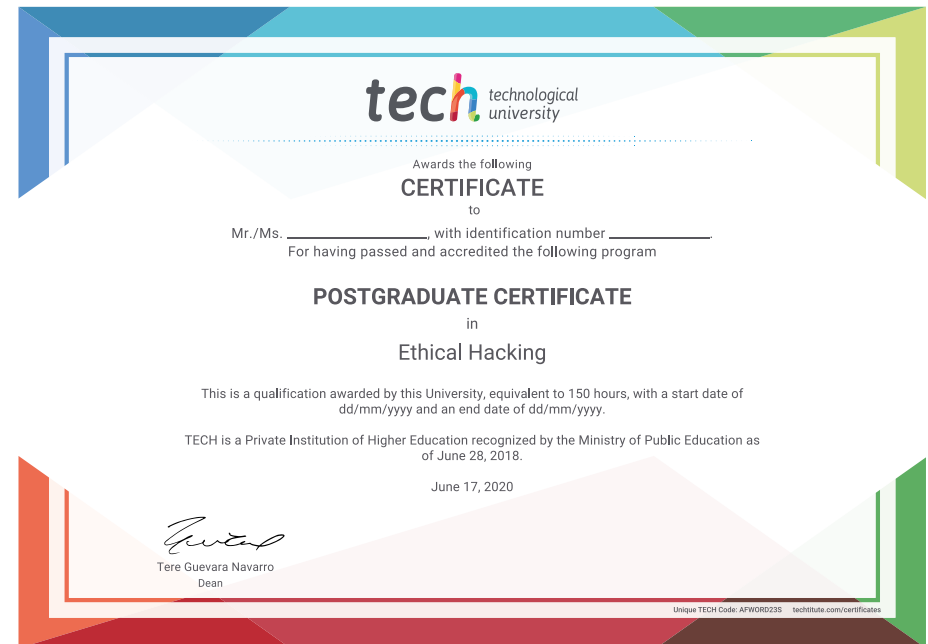 tech technological
university
Awards the following
CERTIFICATE
to
Mr./Ms. ____________________, with identification number ______________.
For having passed and accredited the following program
POSTGRADUATE CERTIFICATE
in
Ethical Hacking
This is a qualification awarded by this University, equivalent to 150 hours, with a start date of
dd/mm/yyyy and an end date of dd/mm/yyyy.
TECH is a Private Institution of Higher Education recognized by the Ministry of Public Education as
of June 28, 2018.
June 17, 2020
Tere Guevara Navarro
Dean
Unique TECH Code: AFWORD23S techtitute.com/certificates